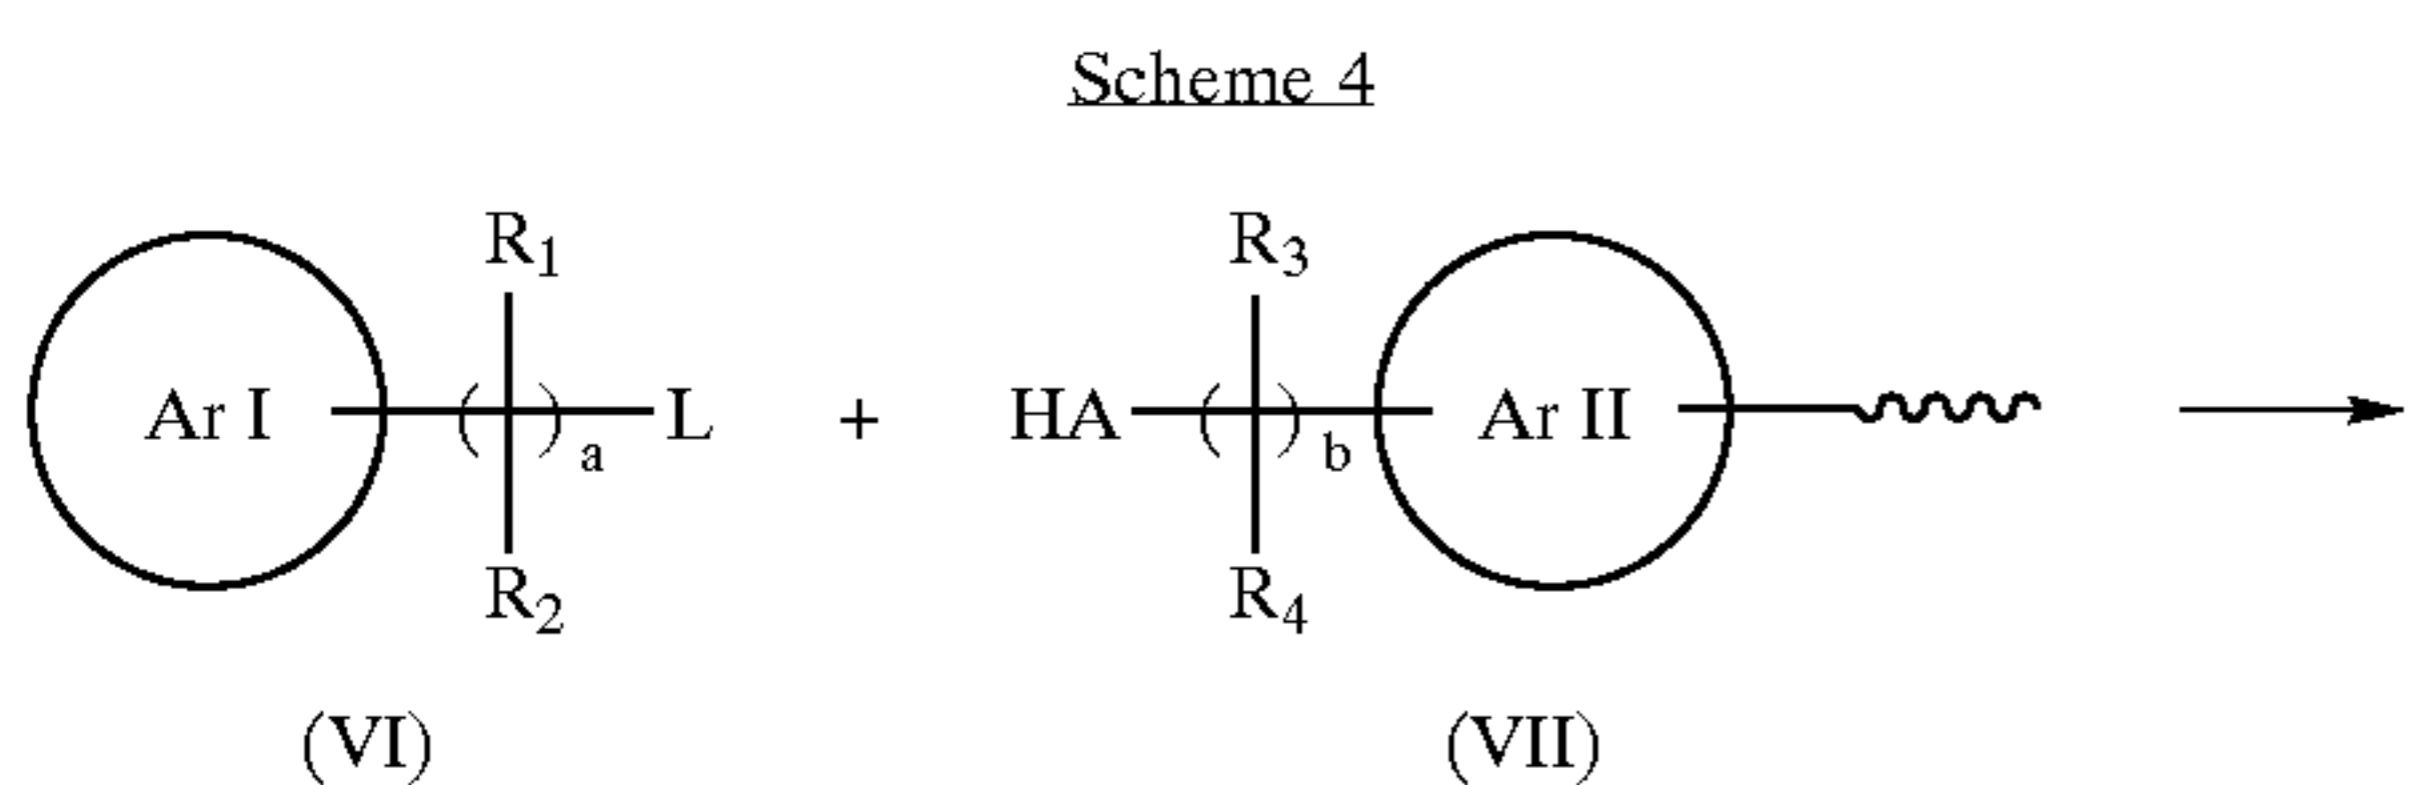 Scheme 4
R1 R3
Ar I ( ) a L + HA ( ) b Ar II
R2 R4
(VI) (VII)